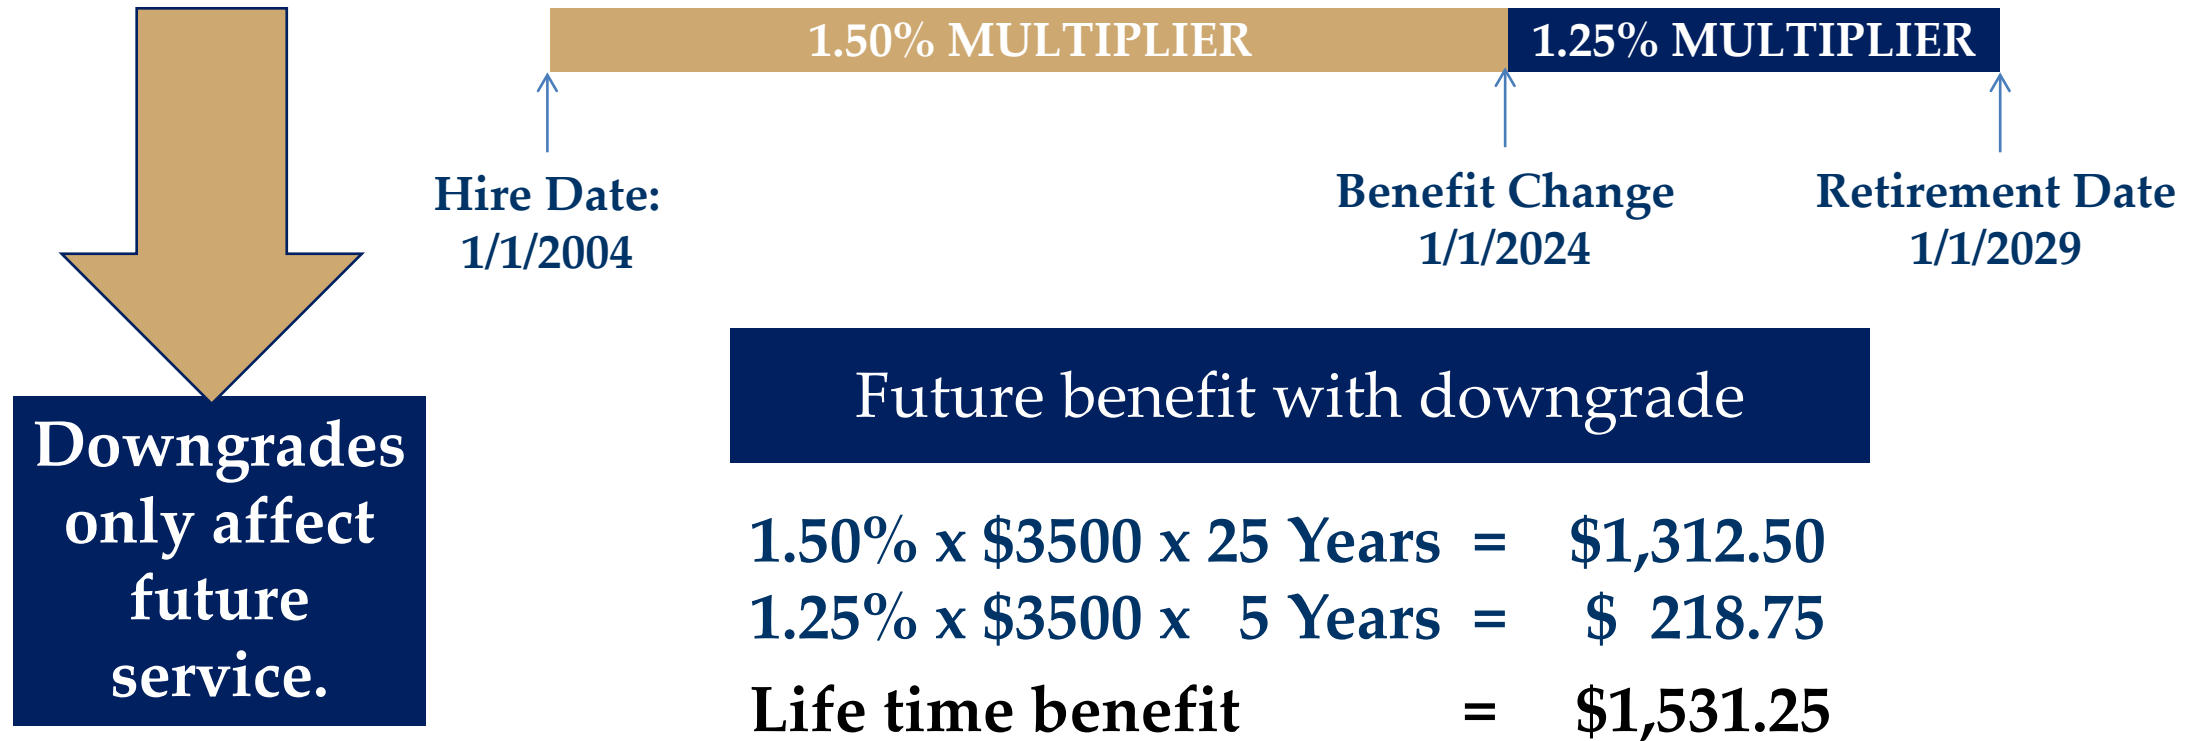 1.50% MULTIPLIER
1.25% MULTIPLIER
Hire Date:
1/1/2004
Benefit Change
1/1/2024
Retirement Date
1/1/2029
Downgrades
only affect
future
service.
Future benefit with downgrade
1.50% x $3500 x 25 Years = $1,312.50
1.25% x $3500 x 5 Years = $ 218.75
Life time benefit = $1,531.25